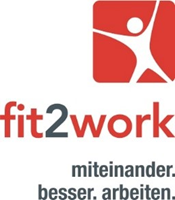 fit2work
miteinander.
besser. arbeiten.